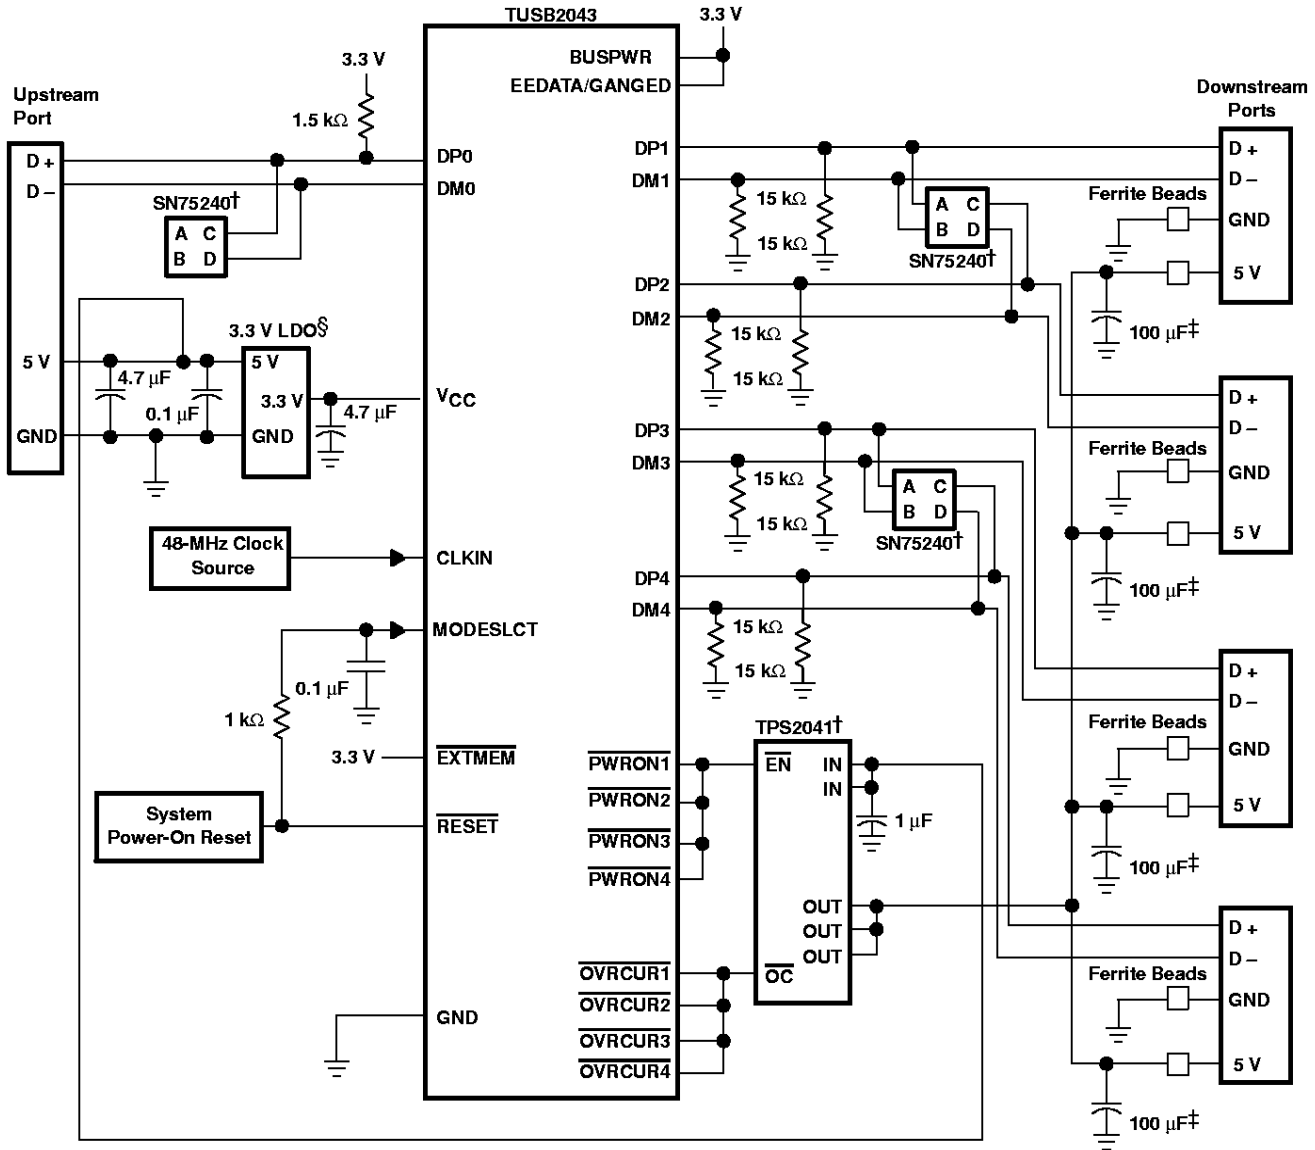 TUSB2043
3.3 V
BUSPWR
EEDATA/GANGED
3.3 V
1.5 kΩ
Upstream
Port
D +
D −
DP0
DM0
SN75240†
A C
B D
3.3 V LDO§
5 V
5 V
4.7 μF
0.1 μF
3.3 V
4.7 μF
VCC
GND
GND
48-MHz Clock
Source
CLKIN
MODESLCT
0.1 μF
1 kΩ
3.3 V
EXTMEM
System
Power-On Reset
RESET
GND
DP1
DM1
15 kΩ
15 kΩ
A C
B D
SN75240†
DP2
DM2
15 kΩ
15 kΩ
DP3
DM3
15 kΩ
15 kΩ
A C
B D
SN75240†
DP4
DM4
15 kΩ
15 kΩ
PWRON1
PWRON2
PWRON3
PWRON4
OVRCUR1
OVRCUR2
OVRCUR3
OVRCUR4
TPS2041†
EN
IN
IN
1 μF
OUT
OUT
OUT
OC
Downstream
Ports
D +
D −
Ferrite Beads
GND
5 V
100 μF‡
D +
D −
Ferrite Beads
GND
5 V
100 μF‡
D +
D −
Ferrite Beads
GND
5 V
100 μF‡
D +
D −
Ferrite Beads
GND
5 V
100 μF‡